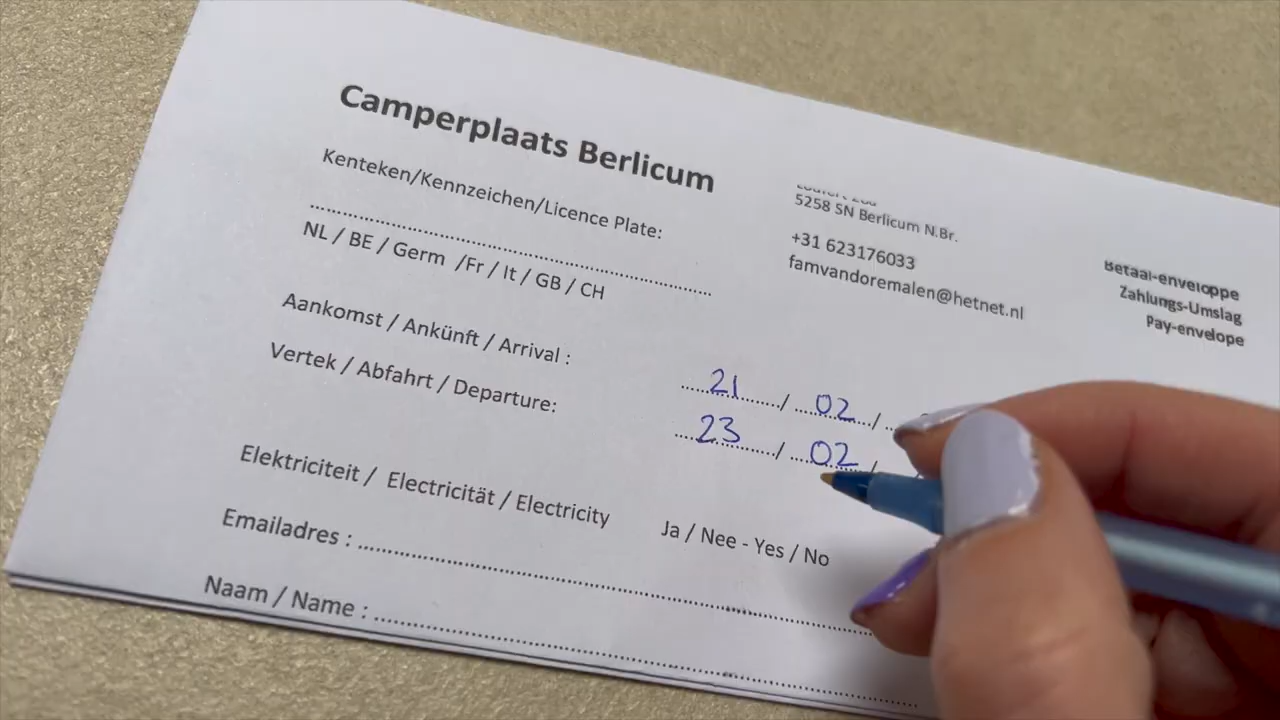 Camperplaats Berlicum
Kenteken/Kennzeichen/Licence Plate:
NL / BE / Germ /Fr / It / GB / CH
5258 SN Berlicum N.Br.
+31 623176033
famvandoremalen@hetnet.nl
Betaal-enveloppe
Zahlungs-Umslag
Pay-envelope
Aankomst / Ankünft / Arrival : 21 / 02 /
Vertek / Abfahrt / Departure: 23 / 02 /
Elektriciteit / Electricität / Electricity Ja / Nee - Yes / No
Emailadres :
Naam / Name :